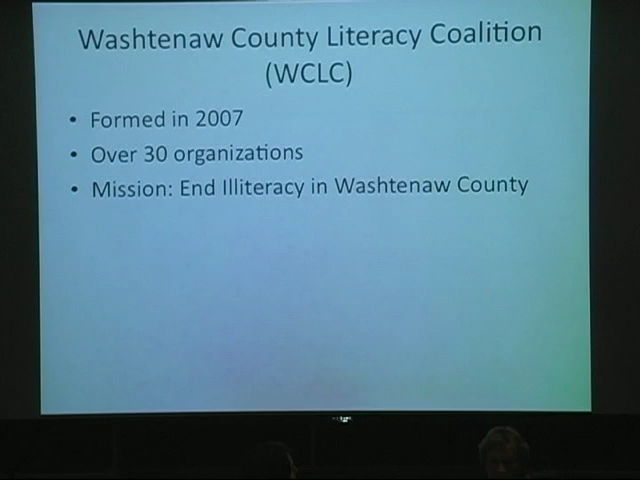 Washtenaw County Literacy Coalition
(WCLC)
• Formed in 2007
• Over 30 organizations
• Mission: End Illiteracy in Washtenaw County